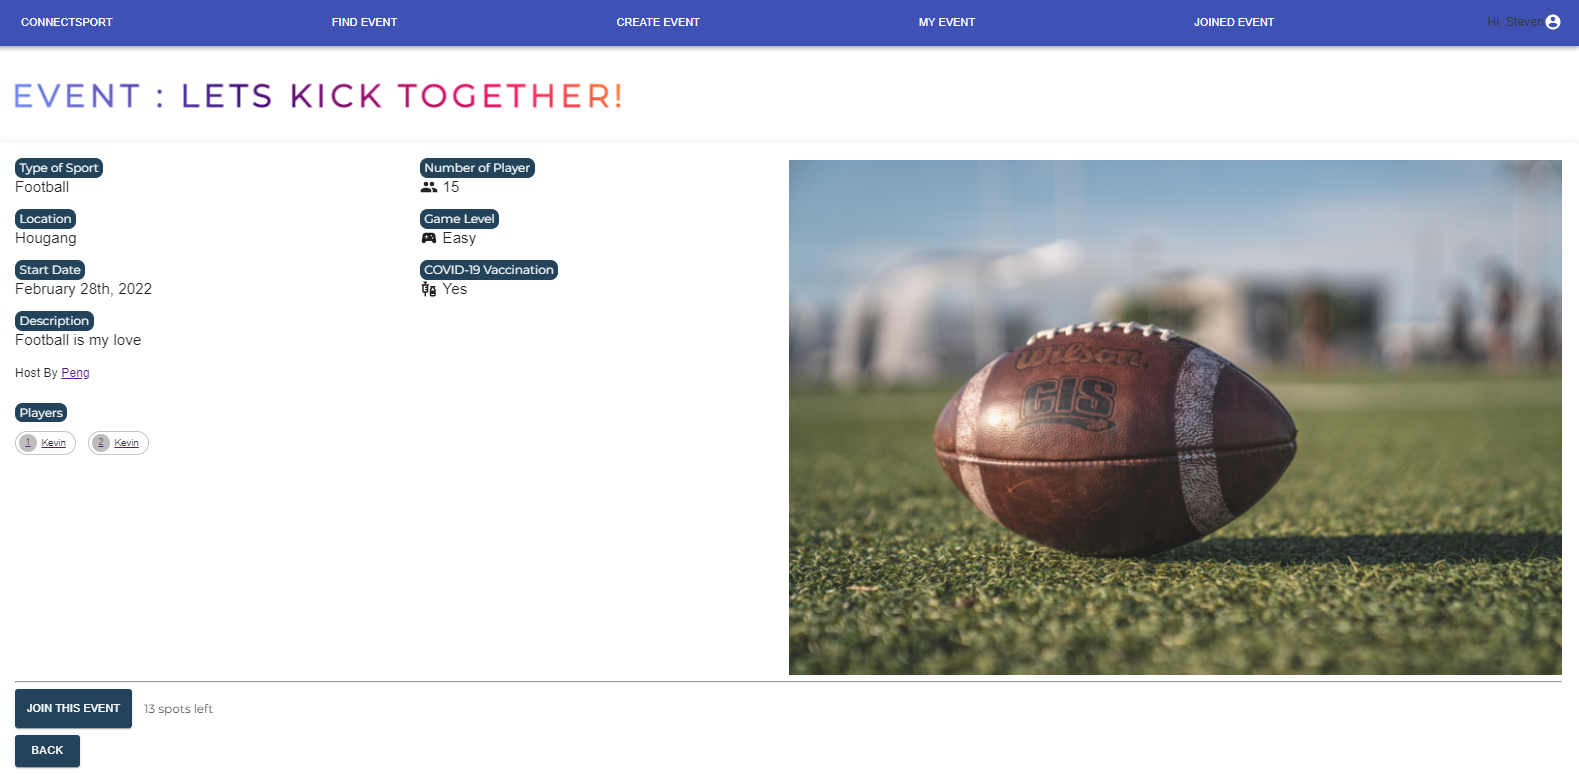 CONNECTSPORT FIND EVENT CREATE EVENT MY EVENT JOINED EVENT Hi, Steven
EVENT : LETS KICK TOGETHER!
Type of Sport
Football
Number of Player
15
Location
Hougang
Game Level
Easy
Start Date
February 28th, 2022
COVID-19 Vaccination
Yes
Description
Football is my love
Host By Peng
Players
1 Kevin 2 Kevin
Wilson
GIS
JOIN THIS EVENT 13 spots left
BACK